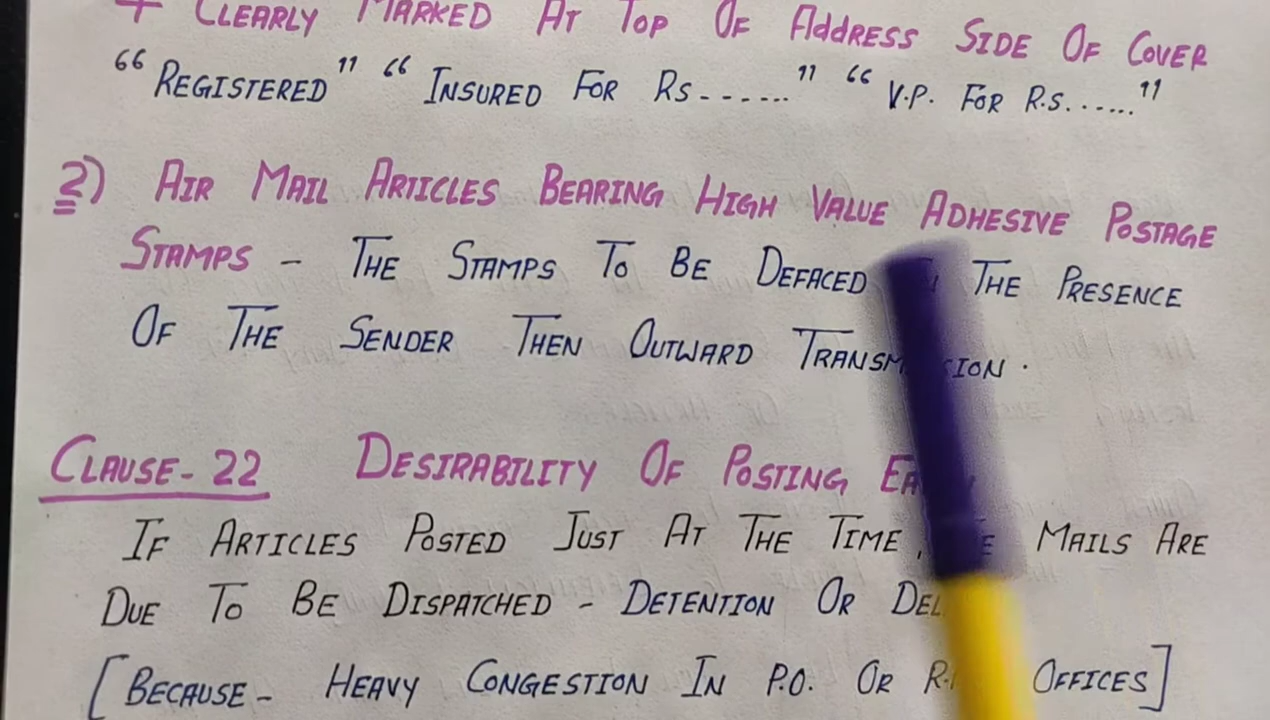 + CLEARLY MARKED AT TOP OF ADDRESS SIDE OF COVER
"REGISTERED" "INSURED FOR RS-......" "V.P. FOR R.S......"
2) AIR MAIL ARTICLES BEARING HIGH VALUE ADHESIVE POSTAGE
STAMPS - THE STAMPS TO BE DEFACED THE PRESENCE
OF THE SENDER THEN OUTWARD TRANSMISSION.
CLAUSE-22 DESIRABILITY OF POSTING
IF ARTICLES POSTED JUST AT THE TIME, MAILS ARE
DUE TO BE DISPATCHED - DETENTION OR
[BECAUSE- HEAVY CONGESTION IN P.O. OR OFFICES]